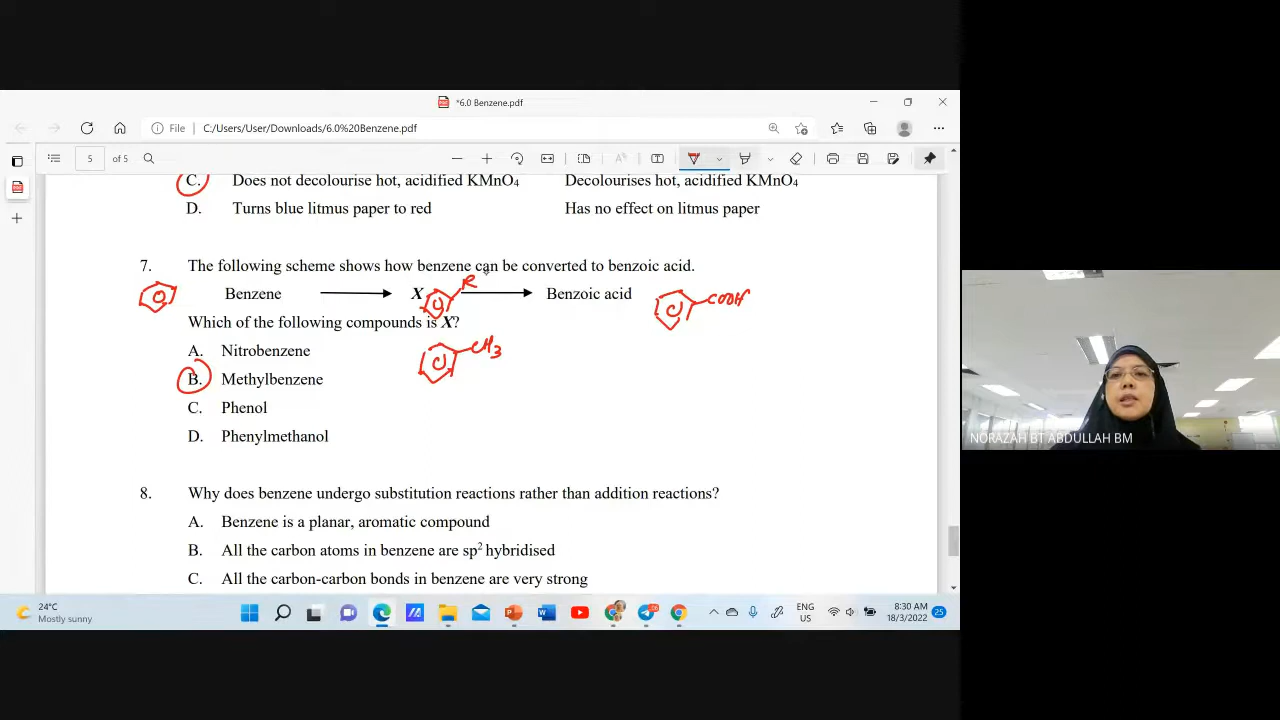 *6.0 Benzene.pdf
File C:/Users/User/Downloads/6.0%20Benzene.pdf
5 of 5
C. Does not decolourise hot, acidified KMnO₄ Decolourises hot, acidified KMnO₄
D. Turns blue litmus paper to red Has no effect on litmus paper
7. The following scheme shows how benzene can be converted to benzoic acid.
R
Benzene X Benzoic acid COOH
Which of the following compounds is X?
A. Nitrobenzene CH3
B. Methylbenzene
C. Phenol
D. Phenylmethanol
NORAZAH BT ABDULLAH BM
8. Why does benzene undergo substitution reactions rather than addition reactions?
A. Benzene is a planar, aromatic compound
B. All the carbon atoms in benzene are sp² hybridised
C. All the carbon-carbon bonds in benzene are very strong
24°C
Mostly sunny
ENG
US
8:30 AM
18/3/2022
25